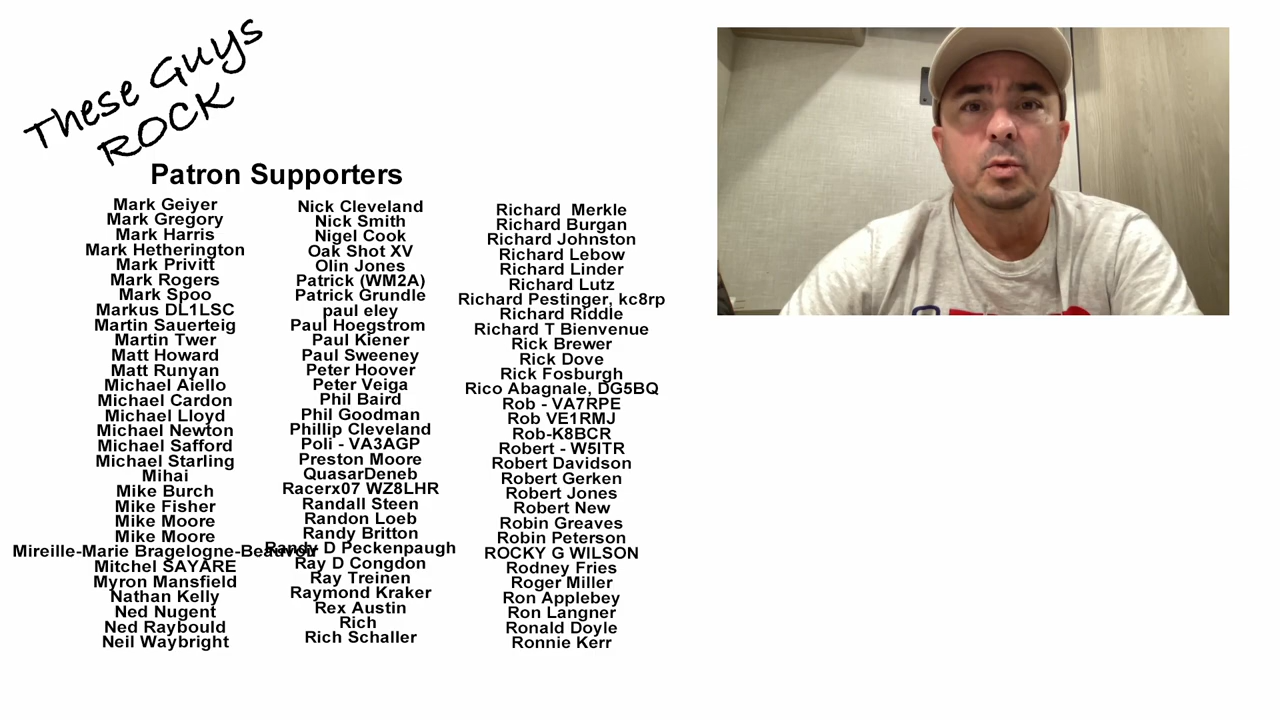 These Guys
ROCK
Patron Supporters
Mark Geiyer
Mark Gregory
Mark Harris
Mark Hetherington
Mark Privitt
Mark Rogers
Mark Spoo
Markus DL1LSC
Martin Sauerteig
Martin Twer
Matt Howard
Matt Runyan
Michael Aiello
Michael Cardon
Michael Lloyd
Michael Newton
Michael Safford
Michael Starling
Mihai
Mike Burch
Mike Fisher
Mike Moore
Mike Moore
Mireille-Marie Bragelogne-Beauvoir
Mitchel SAYARE
Myron Mansfield
Nathan Kelly
Ned Nugent
Ned Raybould
Neil Waybright
Nick Cleveland
Nick Smith
Nigel Cook
Oak Shot XV
Olin Jones
Patrick (WM2A)
Patrick Grundle
paul eley
Paul Hoegstrom
Paul Kiener
Paul Sweeney
Peter Hoover
Peter Veiga
Phil Baird
Phil Goodman
Phillip Cleveland
Poli - VA3AGP
Preston Moore
QuasarDeneb
Racerx07 WZ8LHR
Randall Steen
Randon Loeb
Randy Britton
Randy D Peckenpaugh
Ray D Congdon
Ray Treinen
Raymond Kraker
Rex Austin
Rich
Rich Schaller
Richard Merkle
Richard Burgan
Richard Johnston
Richard Lebow
Richard Linder
Richard Lutz
Richard Pestinger, kc8rp
Richard Riddle
Richard T Bienvenue
Rick Brewer
Rick Dove
Rick Fosburgh
Rico Abagnale, DG5BQ
Rob - VA7RPE
Rob VE1RMJ
Rob-K8BCR
Robert - W5ITR
Robert Davidson
Robert Gerken
Robert Jones
Robert New
Robin Greaves
Robin Peterson
ROCKY G WILSON
Rodney Fries
Roger Miller
Ron Applebey
Ron Langner
Ronald Doyle
Ronnie Kerr